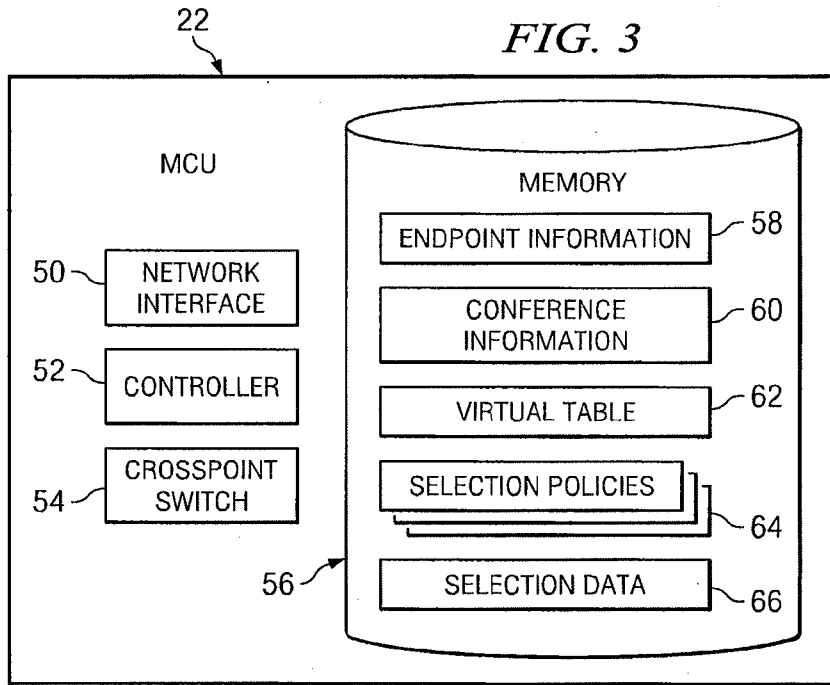 22
FIG. 3
MCU
MEMORY
50
NETWORK
INTERFACE
52
CONTROLLER
54
CROSSPOINT
SWITCH
56
ENDPOINT INFORMATION
58
CONFERENCE
INFORMATION
60
VIRTUAL TABLE
62
SELECTION POLICIES
64
SELECTION DATA
66